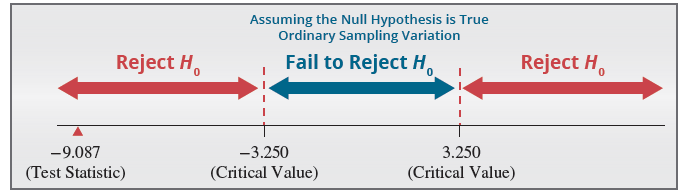 Assuming the Null Hypothesis is True
Ordinary Sampling Variation
Reject H₀ Fail to Reject H₀ Reject H₀
−9.087 −3.250 3.250
(Test Statistic) (Critical Value) (Critical Value)